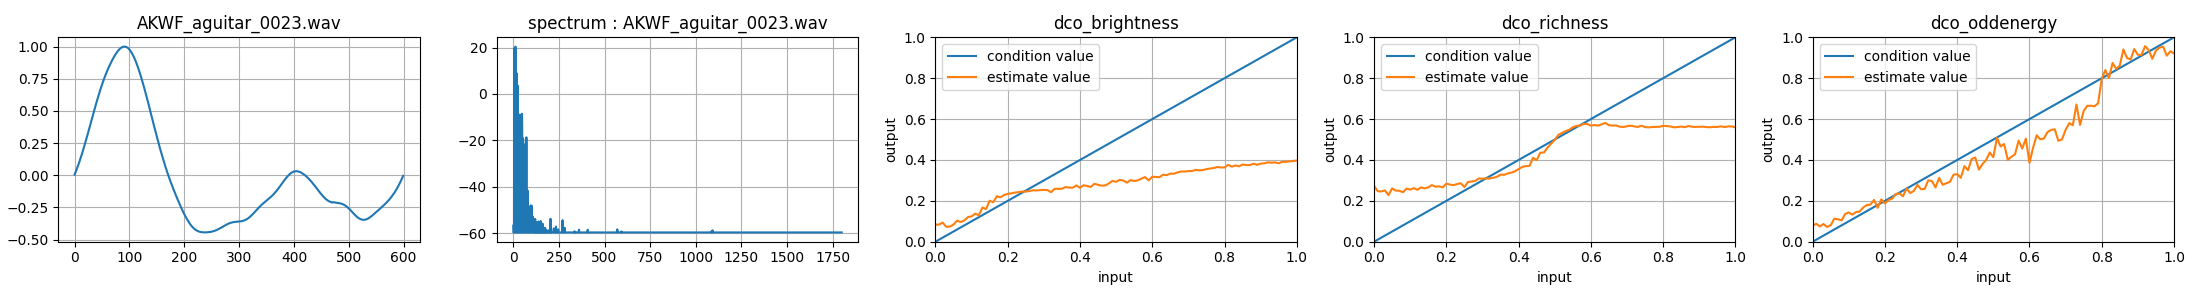 AKWF_aguitar_0023.wav
1.00
0.75
0.50
0.25
0.00
−0.25
−0.50
0 100 200 300 400 500 600
spectrum : AKWF_aguitar_0023.wav
20
0
−20
−40
−60
0 250 500 750 1000 1250 1500 1750
dco_brightness
condition value
estimate value
output
1.0
0.8
0.6
0.4
0.2
0.0
0.0 0.2 0.4 0.6 0.8 1.0
input
dco_richness
condition value
estimate value
output
1.0
0.8
0.6
0.4
0.2
0.0
0.0 0.2 0.4 0.6 0.8 1.0
input
dco_oddenergy
condition value
estimate value
output
1.0
0.8
0.6
0.4
0.2
0.0
0.0 0.2 0.4 0.6 0.8 1.0
input